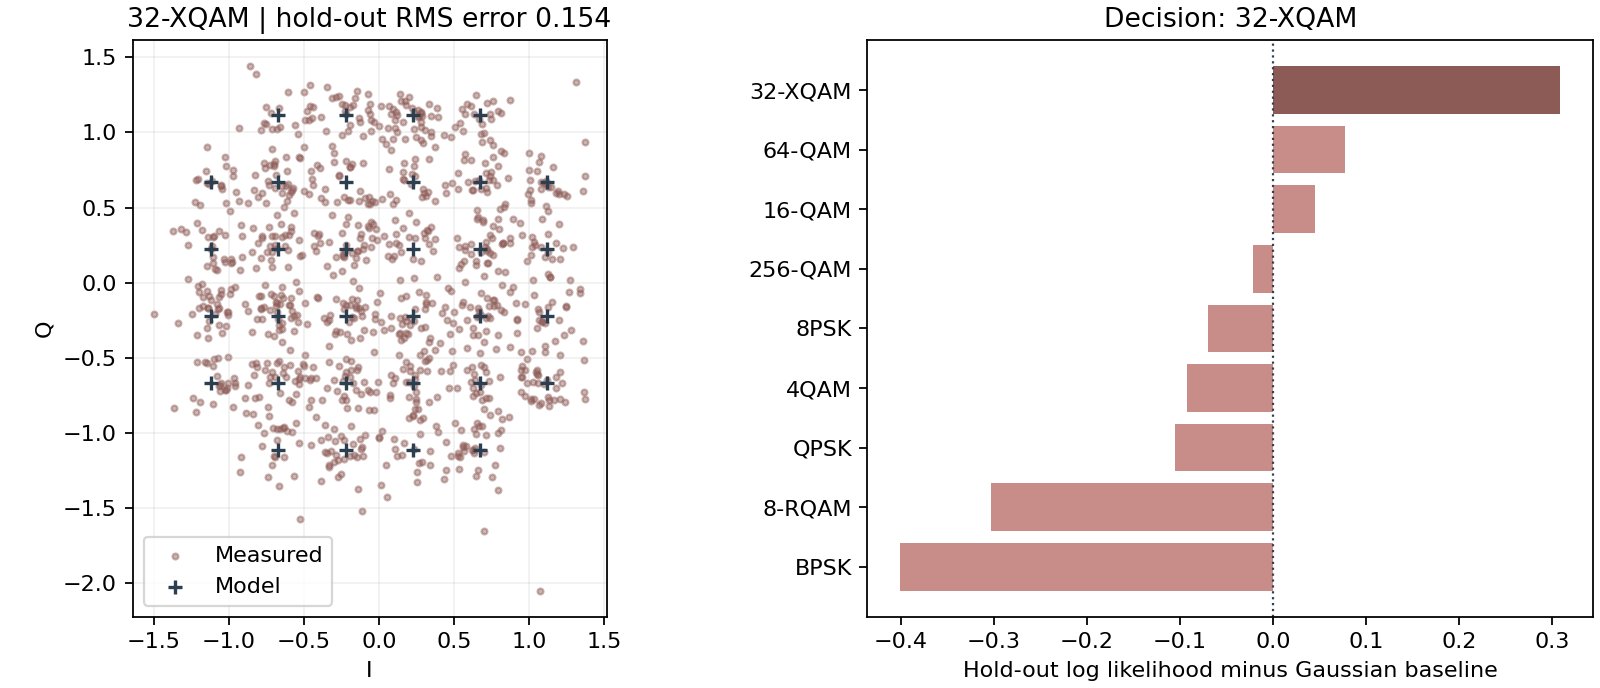 32-XQAM | hold-out RMS error 0.154
1.5
1.0
0.5
0.0
−0.5
−1.0
−1.5
−2.0
Q
Measured
Model
−1.5 −1.0 −0.5 0.0 0.5 1.0 1.5
I
Decision: 32-XQAM
32-XQAM
64-QAM
16-QAM
256-QAM
8PSK
4QAM
QPSK
8-RQAM
BPSK
−0.4 −0.3 −0.2 −0.1 0.0 0.1 0.2 0.3
Hold-out log likelihood minus Gaussian baseline